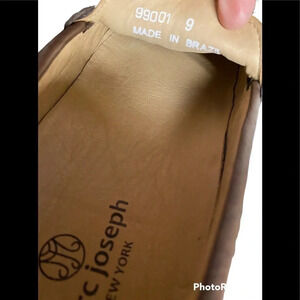 99001 9
MADE IN BRAZIL
rc joseph
NEW YORK
PhotoR